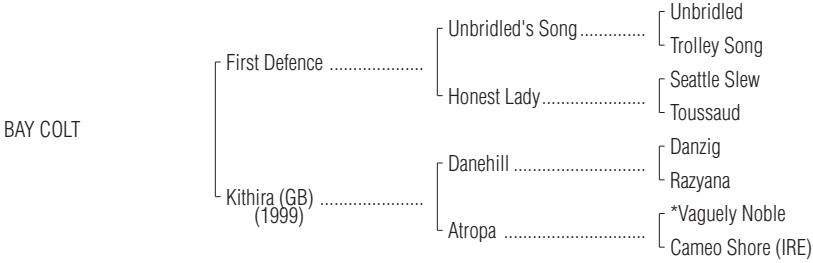 Unbridled
Unbridled's Song..............
Trolley Song
First Defence ....................
Seattle Slew
Honest Lady......................
Toussaud
BAY COLT
Danzig
Danehill ............................
Razyana
Kithira (GB) ......................
(1999)
*Vaguely Noble
Atropa ..............................
Cameo Shore (IRE)